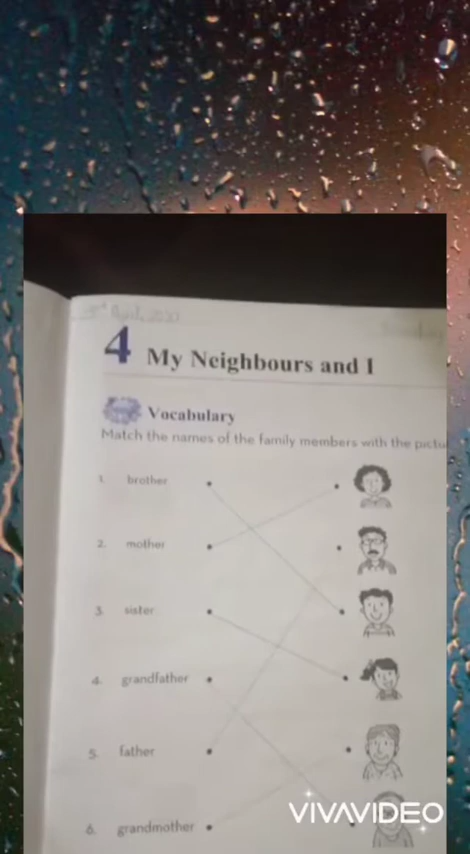 4 My Neighbours and I
Vocabulary
Match the names of the family members with the
1. brother
2. mother
3. sister
4. grandfather
5. father
6. grandmother
VIVAVIDEO